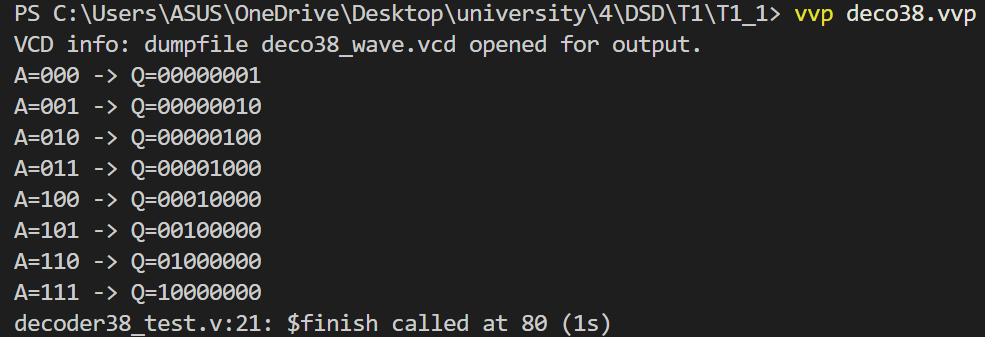 PS C:\Users\ASUS\OneDrive\Desktop\university\4\DSD\T1\T1_1> vvp deco38.vvp
VCD info: dumpfile deco38_wave.vcd opened for output.
A=000 -> Q=00000001
A=001 -> Q=00000010
A=010 -> Q=00000100
A=011 -> Q=00001000
A=100 -> Q=00010000
A=101 -> Q=00100000
A=110 -> Q=01000000
A=111 -> Q=10000000
decoder38_test.v:21: $finish called at 80 (1s)